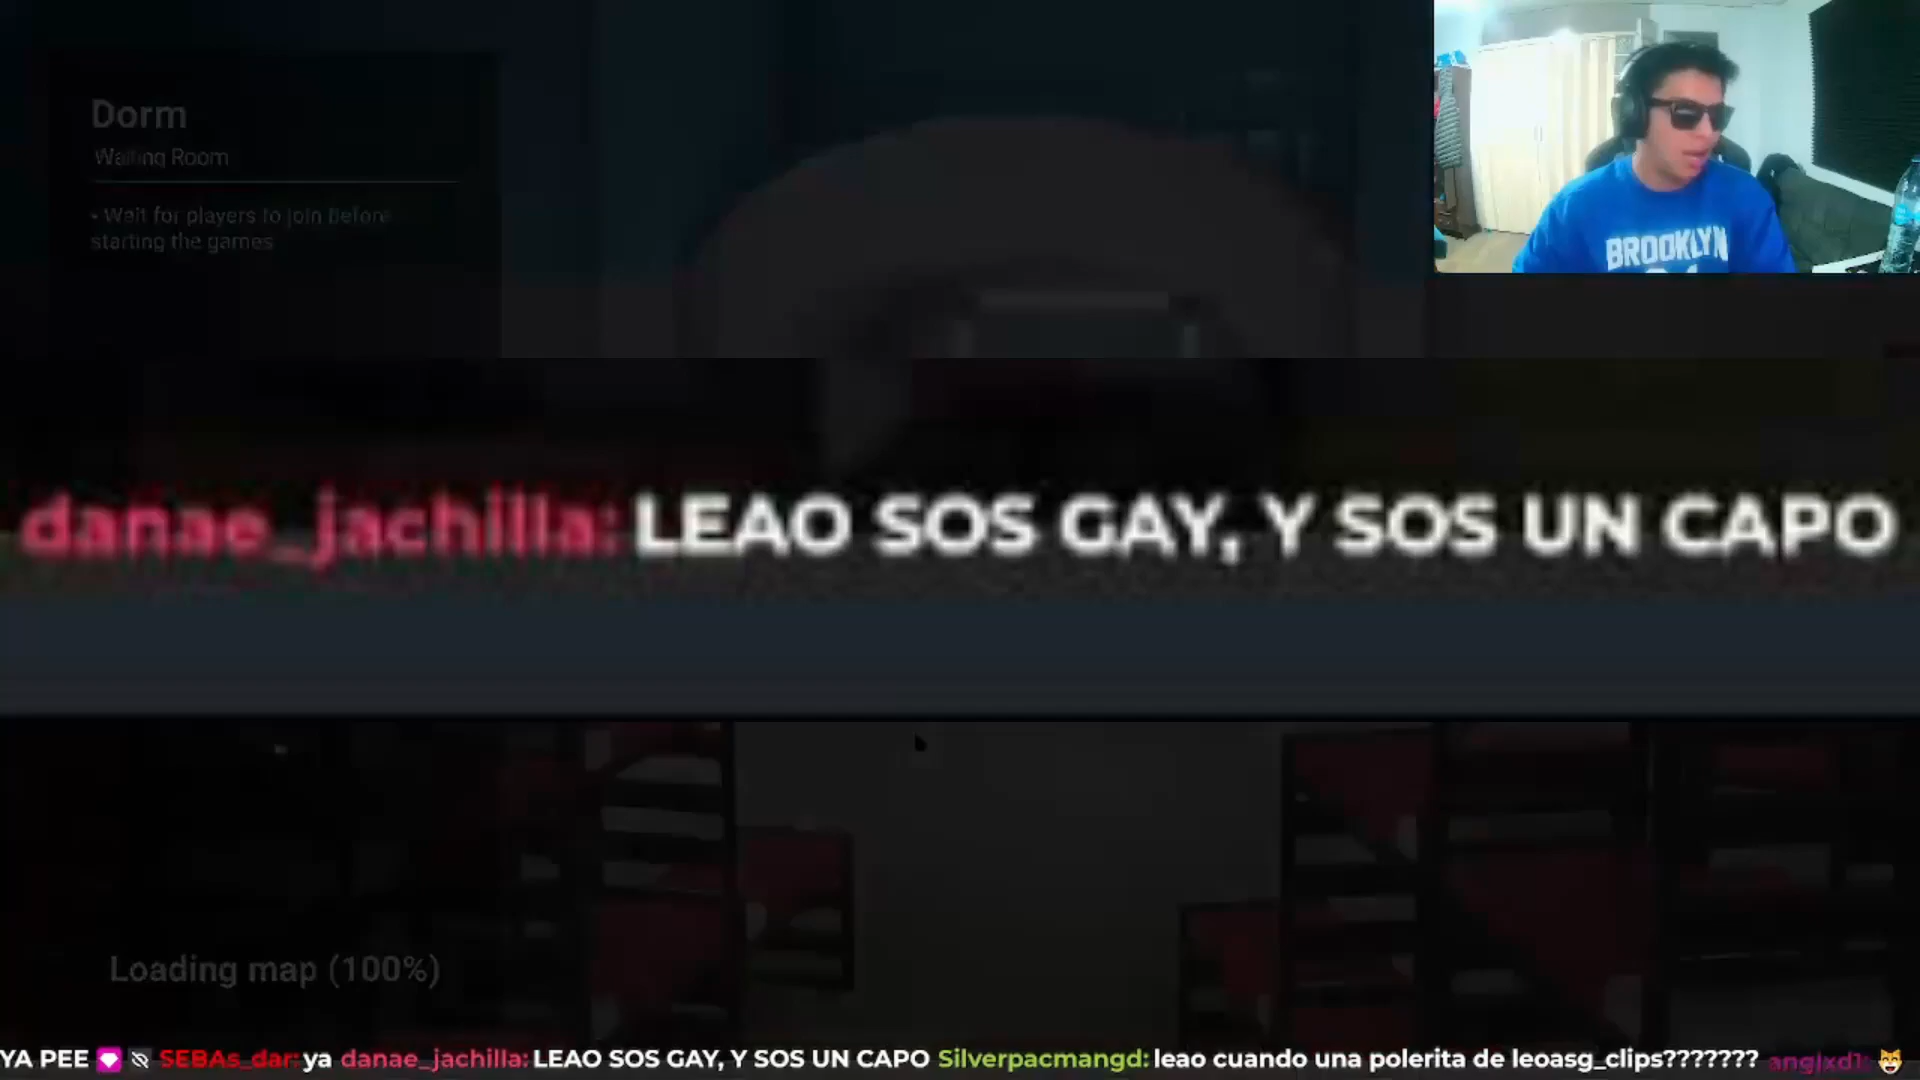 Dorm
Waiting Room
• Wait for players to join before
starting the games
BROOKLYN
danae_jachilla: LEAO SOS GAY, Y SOS UN CAPO
Loading map (100%)
YA PEE SEBAs_dar: ya danae_jachilla: LEAO SOS GAY, Y SOS UN CAPO Silverpacmangd: leao cuando una polerita de leoasg_clips???????